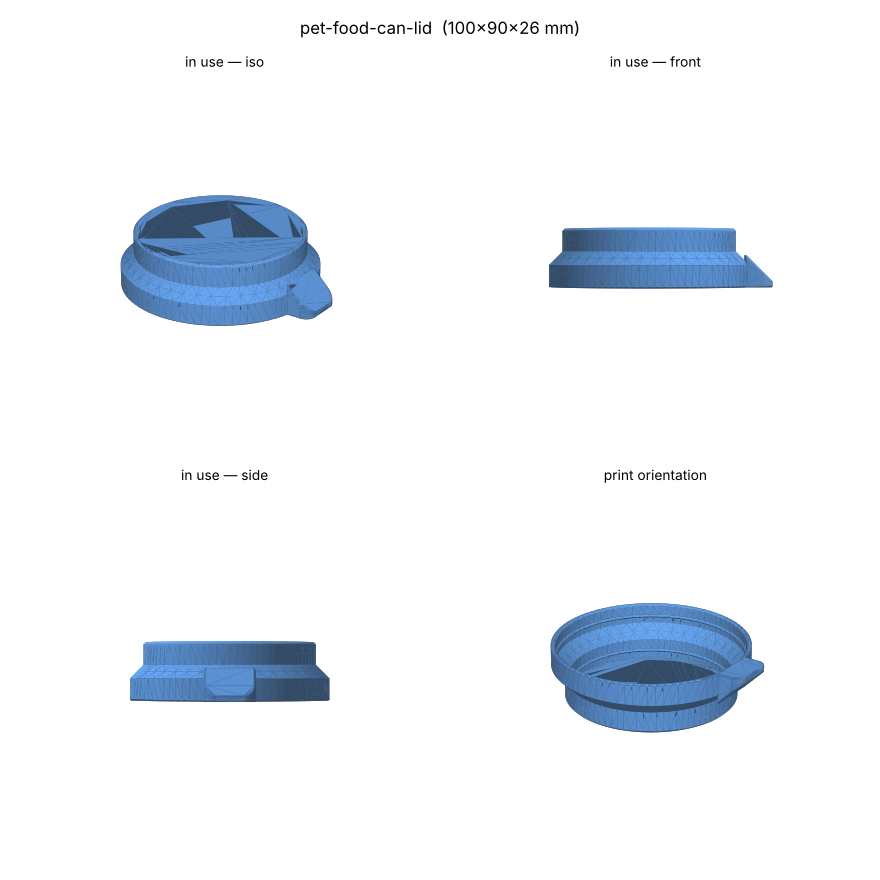 pet-food-can-lid (100×90×26 mm)
in use — iso
in use — front
in use — side
print orientation